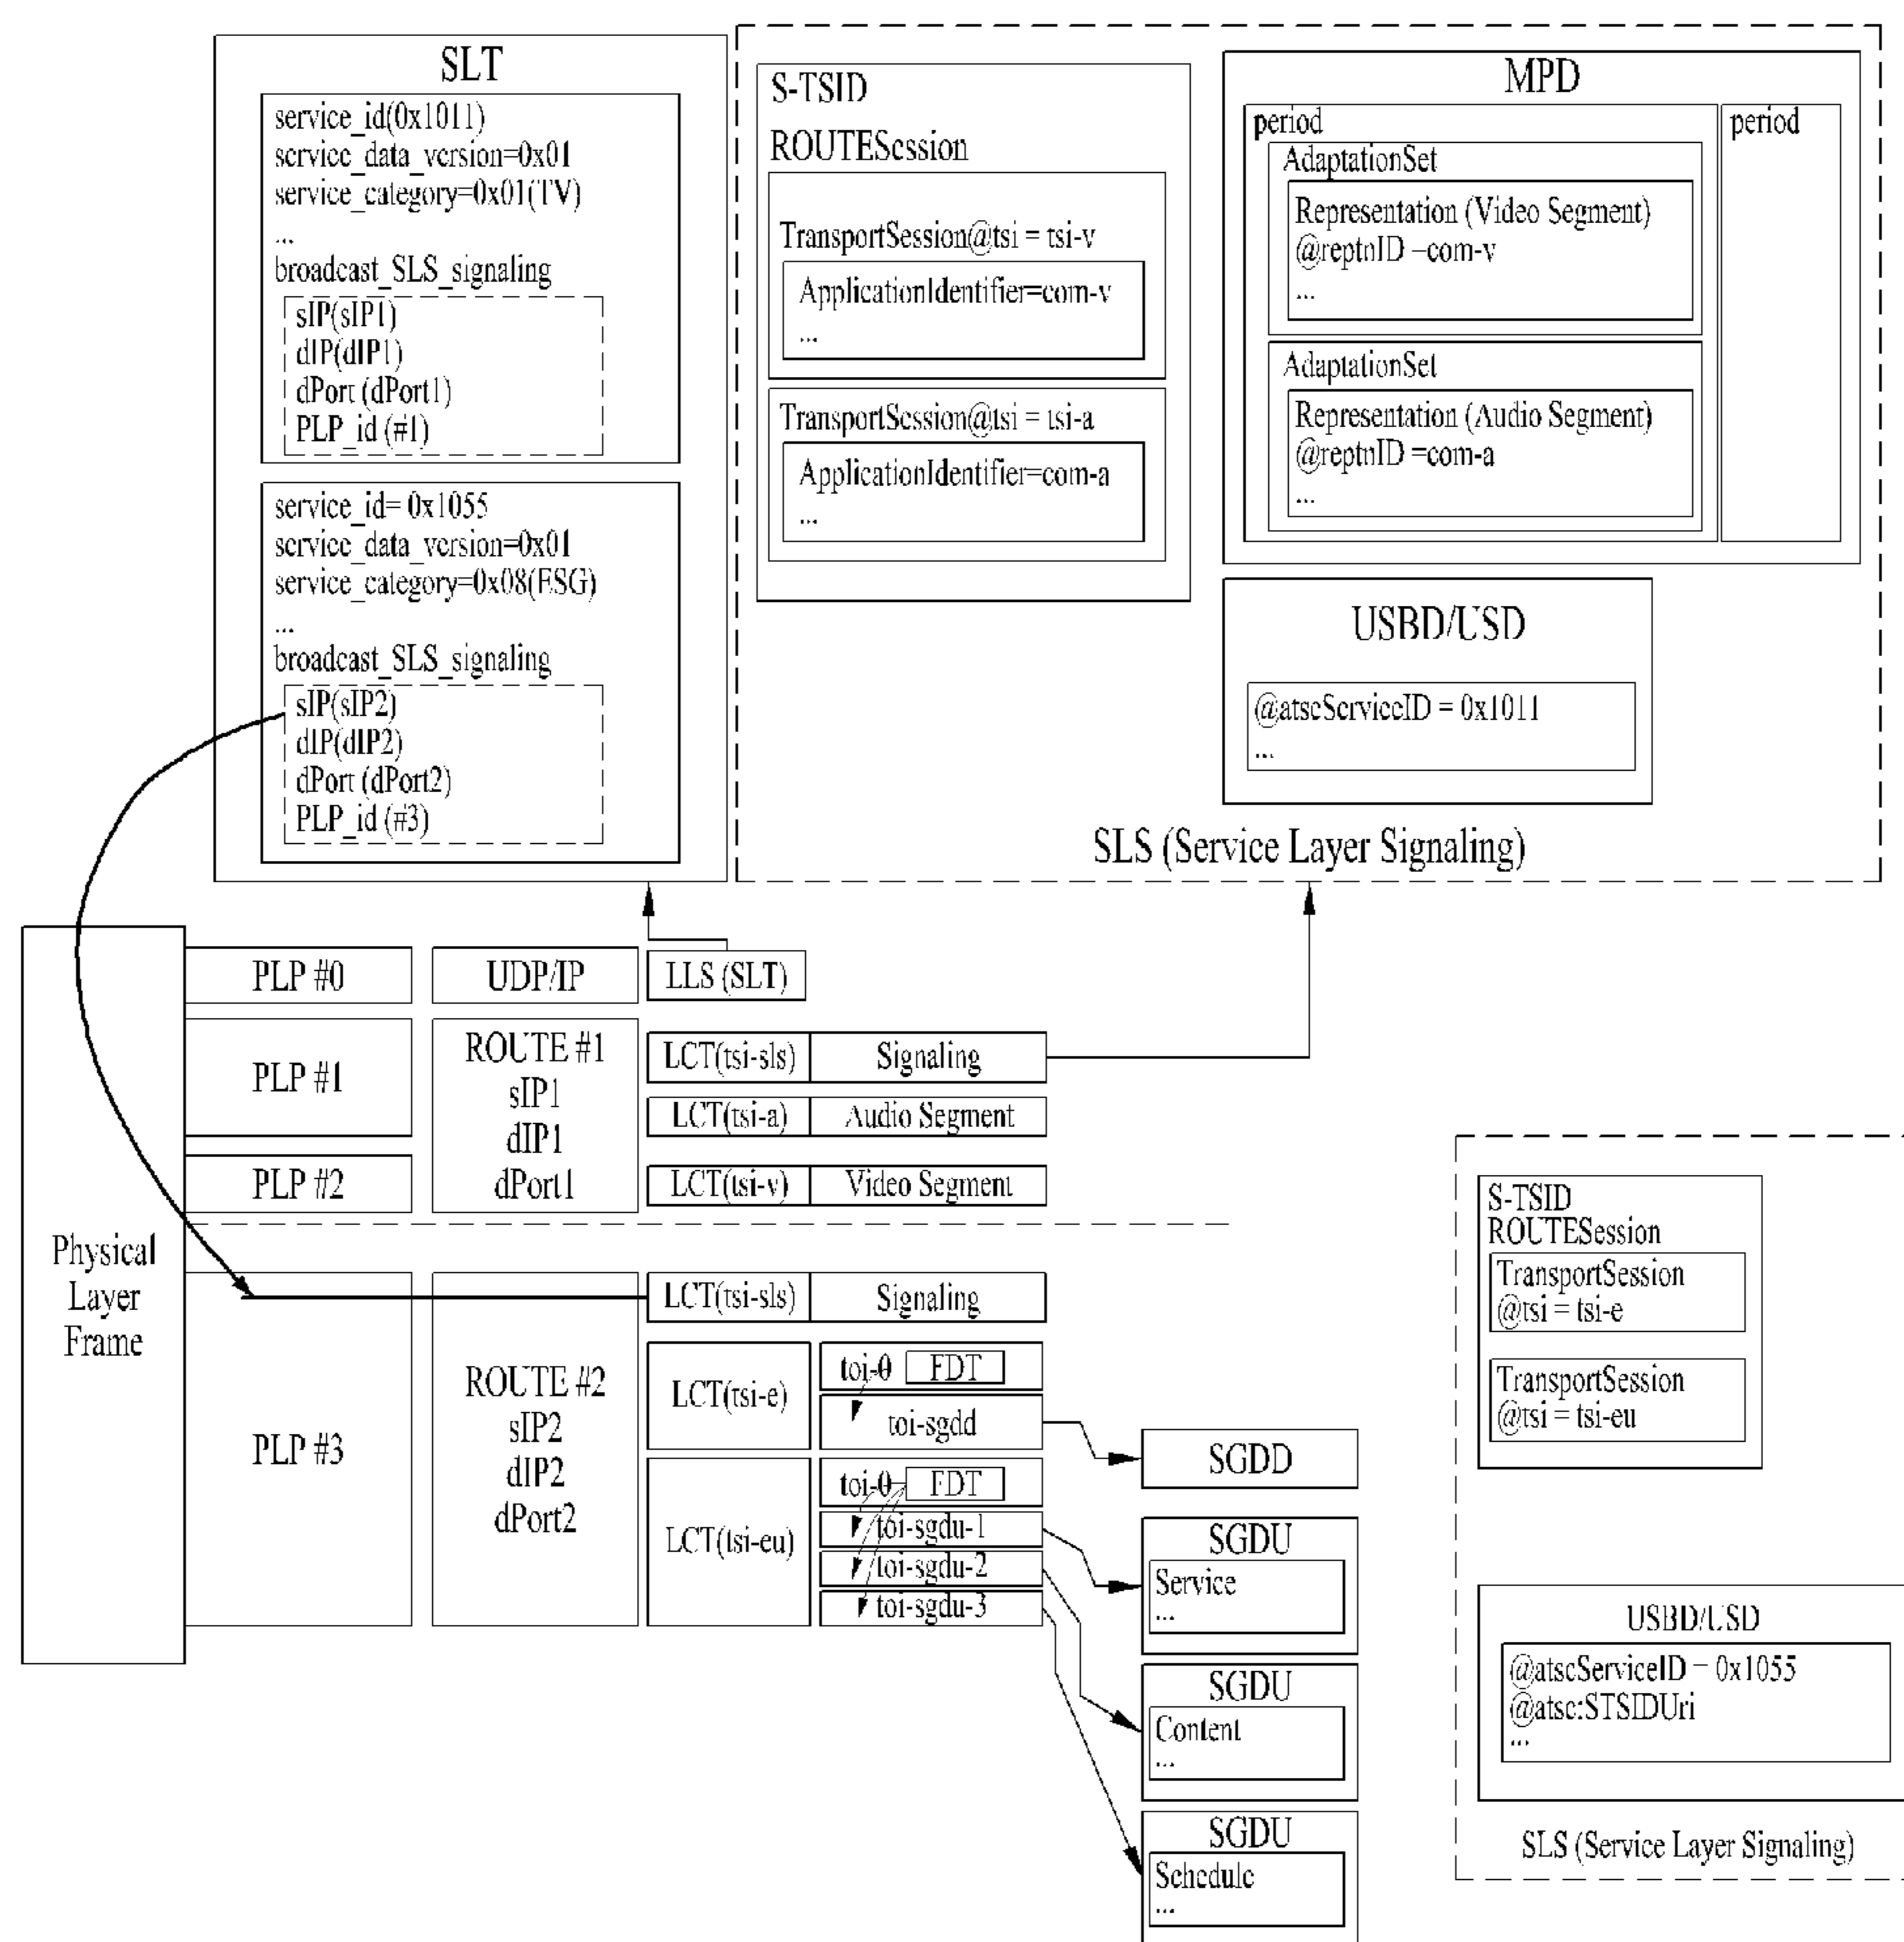 SLT
service_id(0x1011)
service_data_version=0x01
service_category=0x01(TV)
...
broadcast_SLS_signaling
sIP(sIP1)
dIP(dIP1)
dPort (dPort1)
PLP_id (#1)
service_id= 0x1055
service_data_version=0x01
service_category=0x08(ESG)
...
broadcast_SLS_signaling
sIP(sIP2)
dIP(dIP2)
dPort (dPort2)
PLP_id (#3)
S-TSID
ROUTESession
TransportSession@tsi = tsi-v
ApplicationIdentifier=com-v
...
TransportSession@tsi = tsi-a
ApplicationIdentifier=com-a
...
MPD
period
AdaptationSet
Representation (Video Segment)
@reptnID =com-v
...
AdaptationSet
Representation (Audio Segment)
@reptnID =com-a
...
period
USBD/USD
@atscServiceID = 0x1011
...
SLS (Service Layer Signaling)
Physical
Layer
Frame
PLP #0
UDP/IP
LLS (SLT)
PLP #1
PLP #2
ROUTE #1
sIP1
dIP1
dPort1
LCT(tsi-sls)
Signaling
LCT(tsi-a)
Audio Segment
LCT(tsi-v)
Video Segment
PLP #3
ROUTE #2
sIP2
dIP2
dPort2
LCT(tsi-sls)
Signaling
LCT(tsi-e)
toi-0
FDT
toi-sgdd
LCT(tsi-eu)
toi-0
FDT
toi-sgdu-1
toi-sgdu-2
toi-sgdu-3
SGDD
SGDU
Service
...
SGDU
Content
...
SGDU
Schedule
...
S-TSID
ROUTESession
TransportSession
@tsi = tsi-e
TransportSession
@tsi = tsi-eu
USBD/USD
@atscServiceID = 0x1055
@atsc:STSIDUri
...
SLS (Service Layer Signaling)